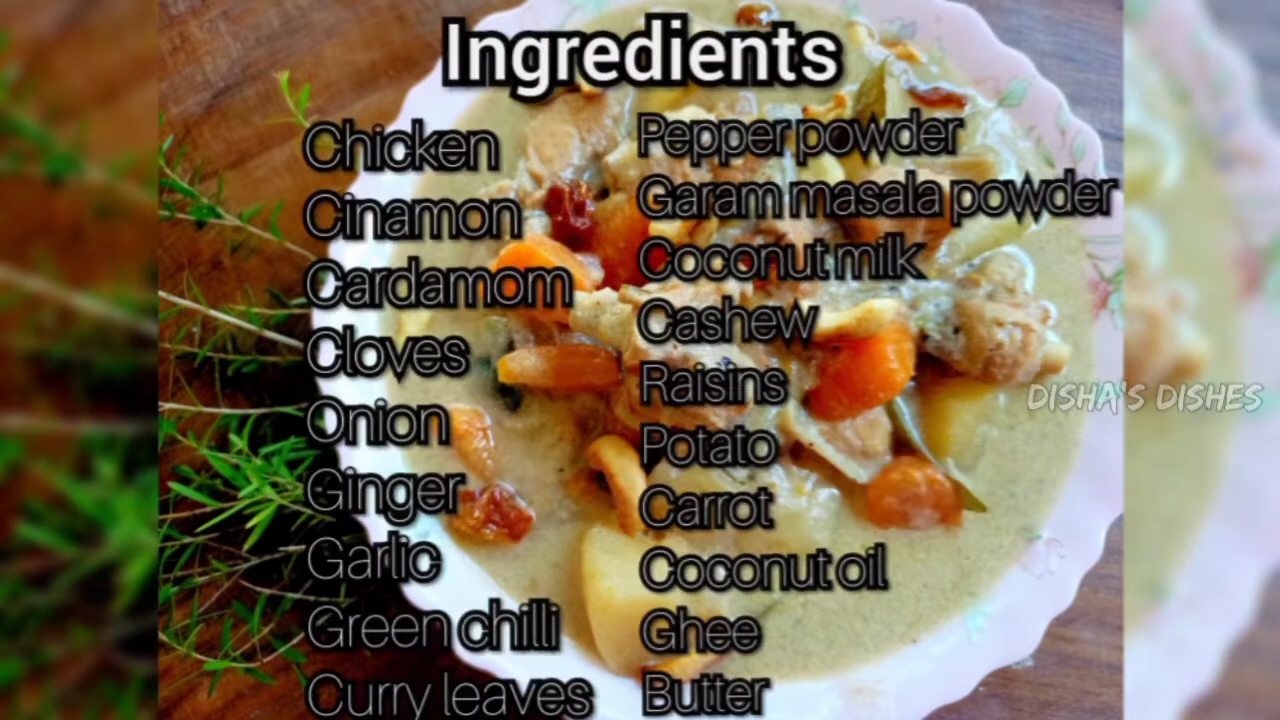 Ingredients
Chicken
Cinamon
Cardamom
Cloves
Onion
Ginger
Garlic
Green chilli
Curry leaves
Pepper powder
Garam masala powder
Coconut milk
Cashew
Raisins
Potato
Carrot
Coconut oil
Ghee
Butter
DISHA'S DISHES